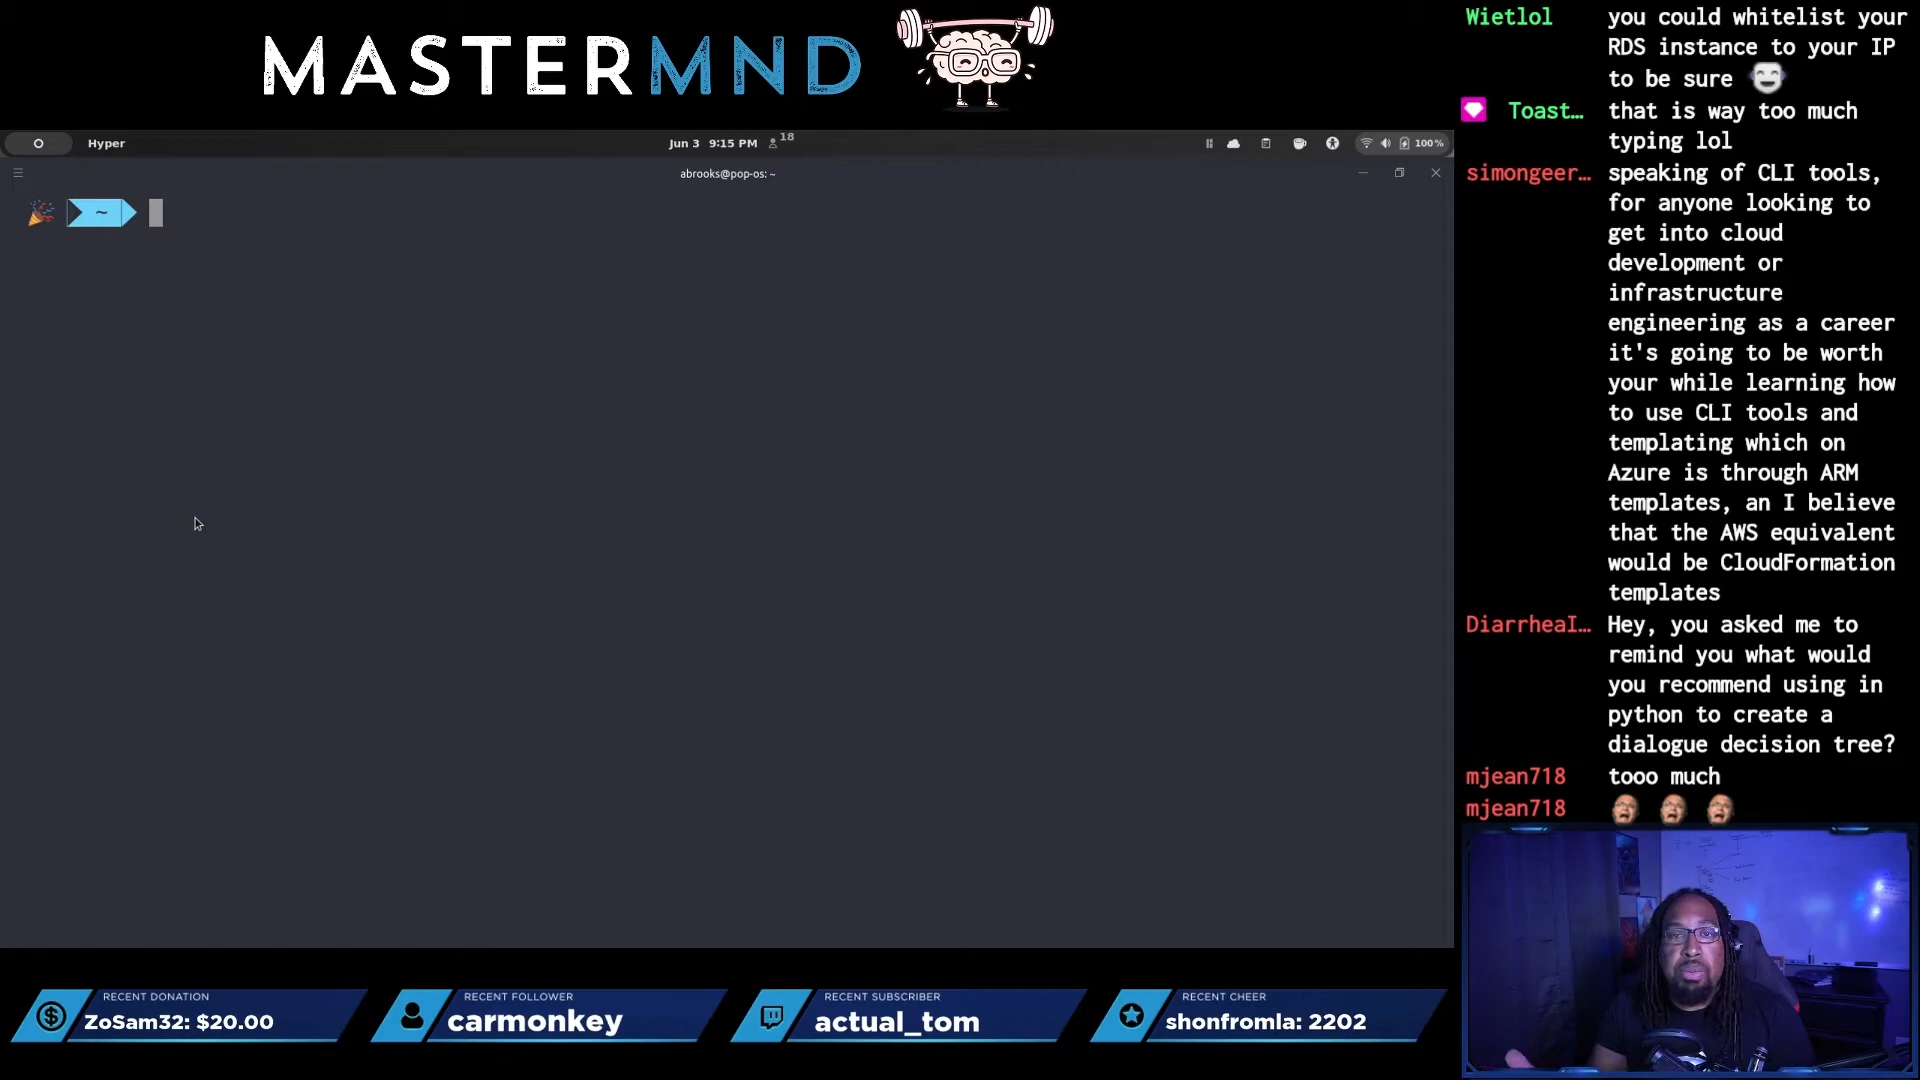 MASTERMND
Hyper
Jun 3 9:15 PM
18
100%
abrooks@pop-os: ~
~
Wietlol you could whitelist your
RDS instance to your IP
to be sure
Toast… that is way too much
typing lol
simongeer… speaking of CLI tools,
for anyone looking to
get into cloud
development or
infrastructure
engineering as a career
it's going to be worth
your while learning how
to use CLI tools and
templating which on
Azure is through ARM
templates, an I believe
that the AWS equivalent
would be CloudFormation
templates
DiarrheaI… Hey, you asked me to
remind you what would
you recommend using in
python to create a
dialogue decision tree?
mjean718 tooo much
mjean718
RECENT DONATION
ZoSam32: $20.00
RECENT FOLLOWER
carmonkey
RECENT SUBSCRIBER
actual_tom
RECENT CHEER
shonfromla: 2202